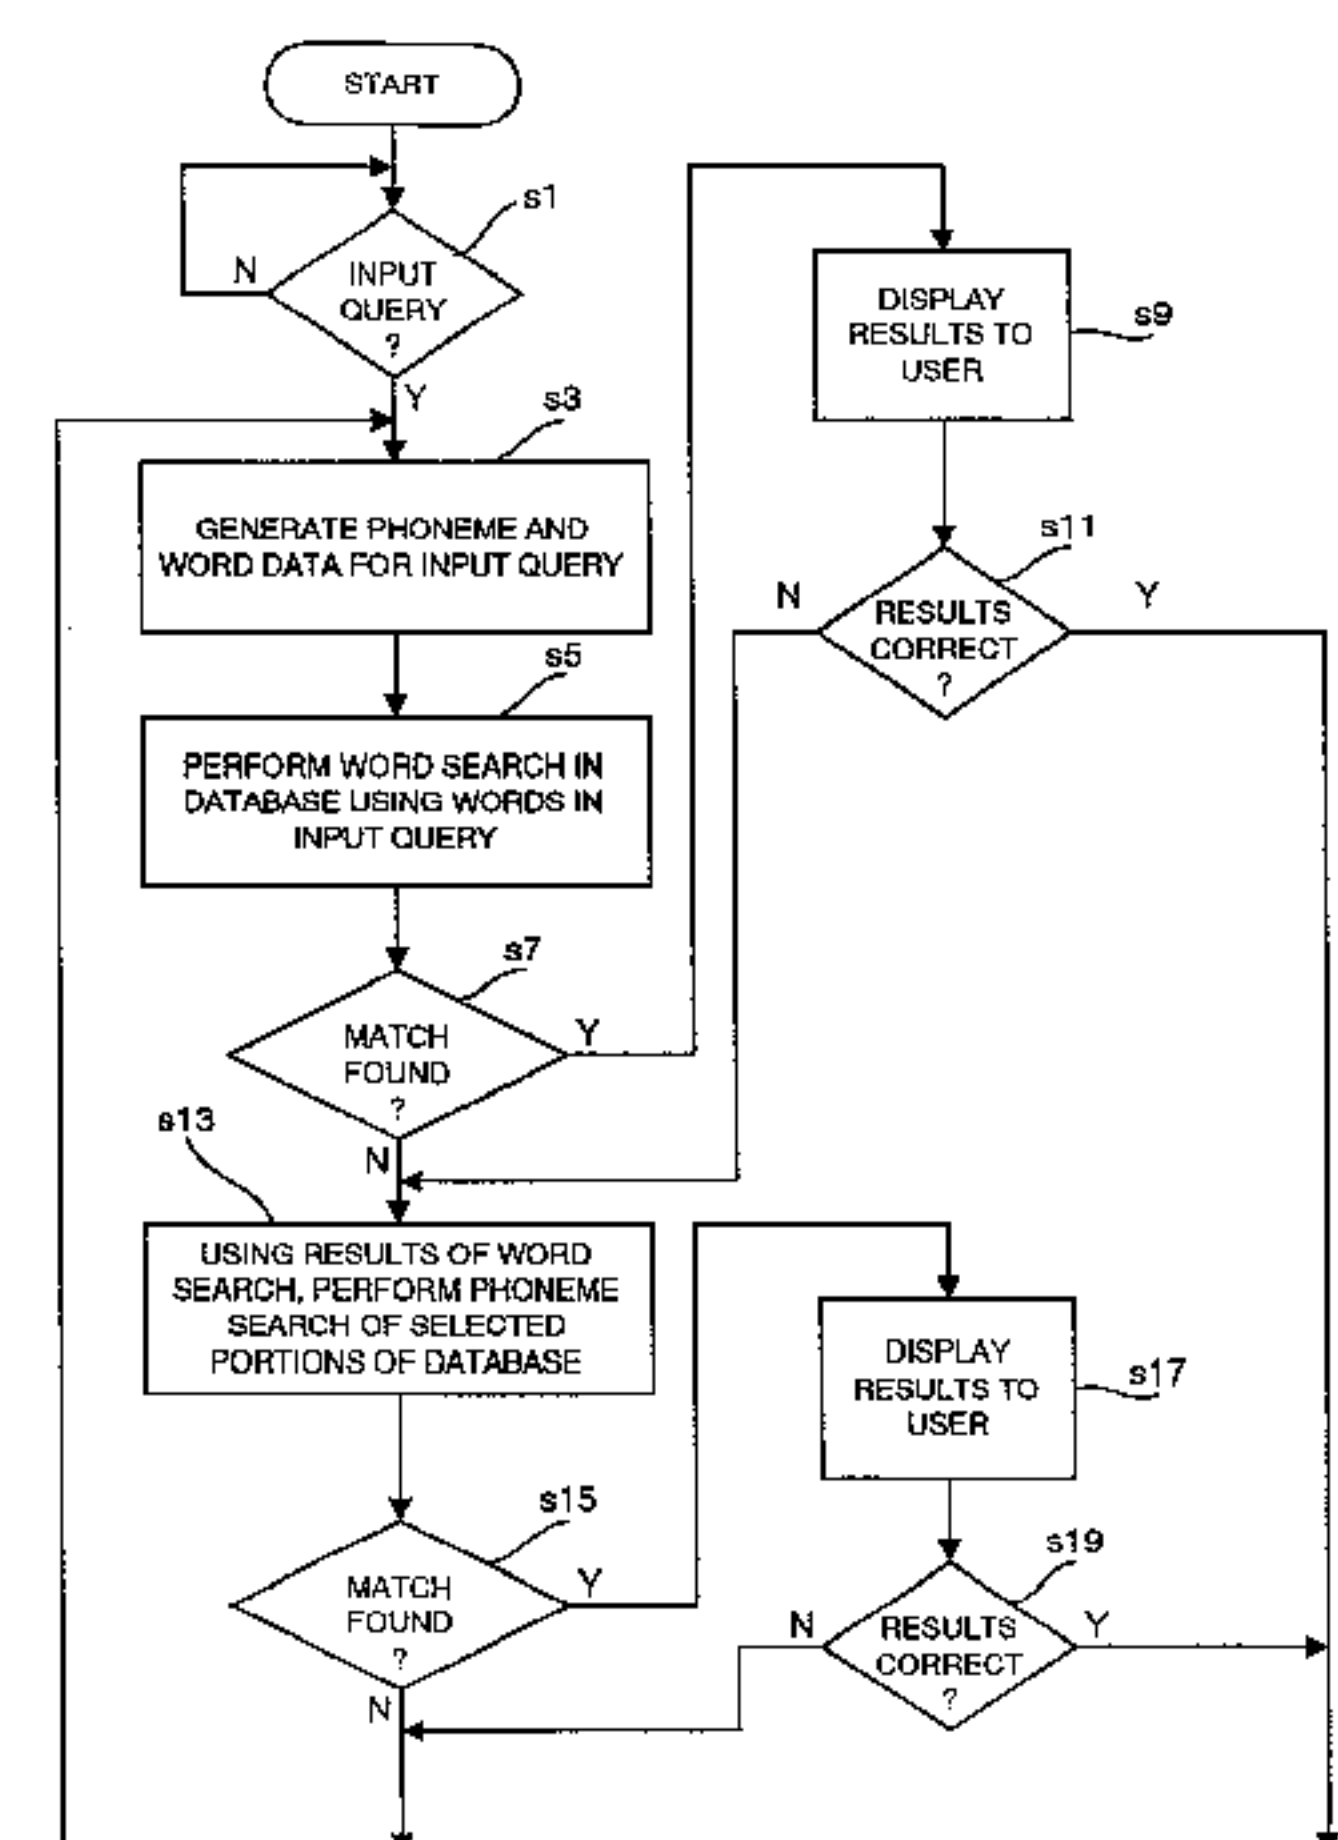 START
s1
N
INPUT
QUERY
?
Y
s3
GENERATE PHONEME AND
WORD DATA FOR INPUT QUERY
s5
PERFORM WORD SEARCH IN
DATABASE USING WORDS IN
INPUT QUERY
s7
MATCH
FOUND
?
Y
N
DISPLAY
RESULTS TO
USER
s9
s11
N
RESULTS
CORRECT
?
Y
s13
USING RESULTS OF WORD
SEARCH, PERFORM PHONEME
SEARCH OF SELECTED
PORTIONS OF DATABASE
s15
MATCH
FOUND
?
Y
N
DISPLAY
RESULTS TO
USER
s17
s19
N
RESULTS
CORRECT
?
Y